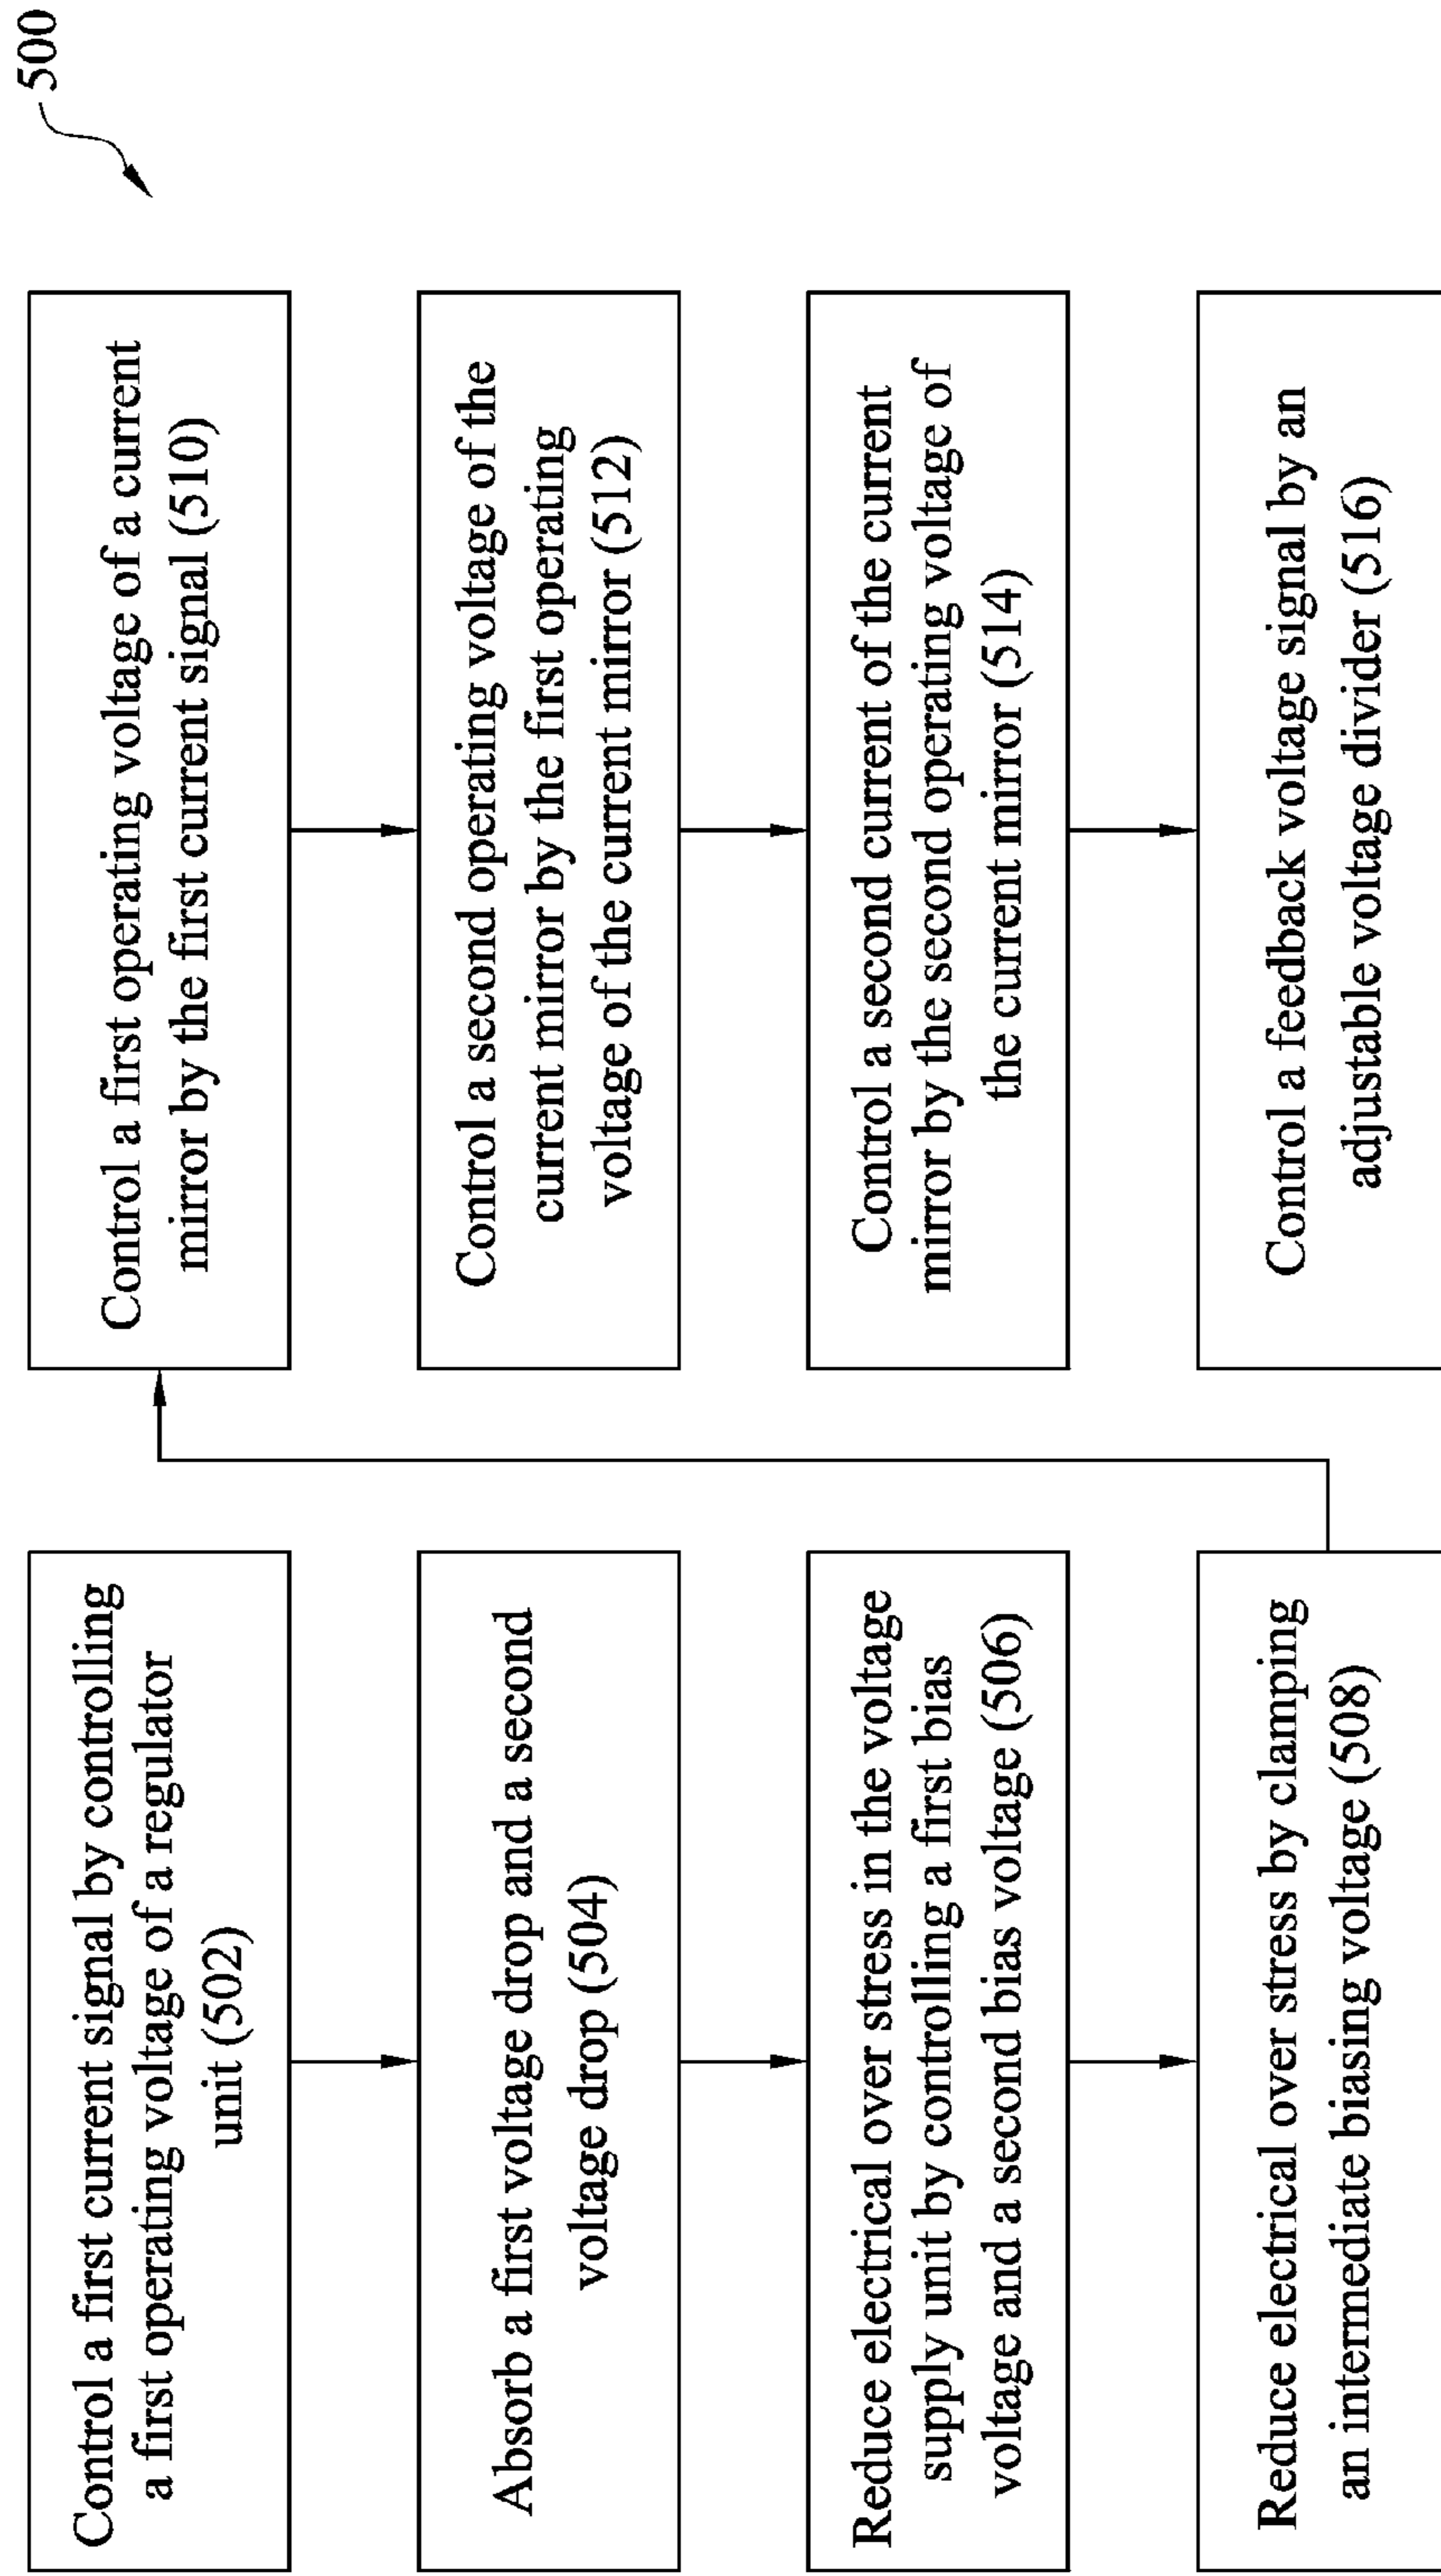 500
Control a first current signal by controlling
a first operating voltage of a regulator
unit (502)
Absorb a first voltage drop and a second
voltage drop (504)
Reduce electrical over stress in the voltage
supply unit by controlling a first bias
voltage and a second bias voltage (506)
Reduce electrical over stress by clamping
an intermediate biasing voltage (508)
Control a first operating voltage of a current
mirror by the first current signal (510)
Control a second operating voltage of the
current mirror by the first operating
voltage of the current mirror (512)
Control a second current of the current
mirror by the second operating voltage of
the current mirror (514)
Control a feedback voltage signal by an
adjustable voltage divider (516)